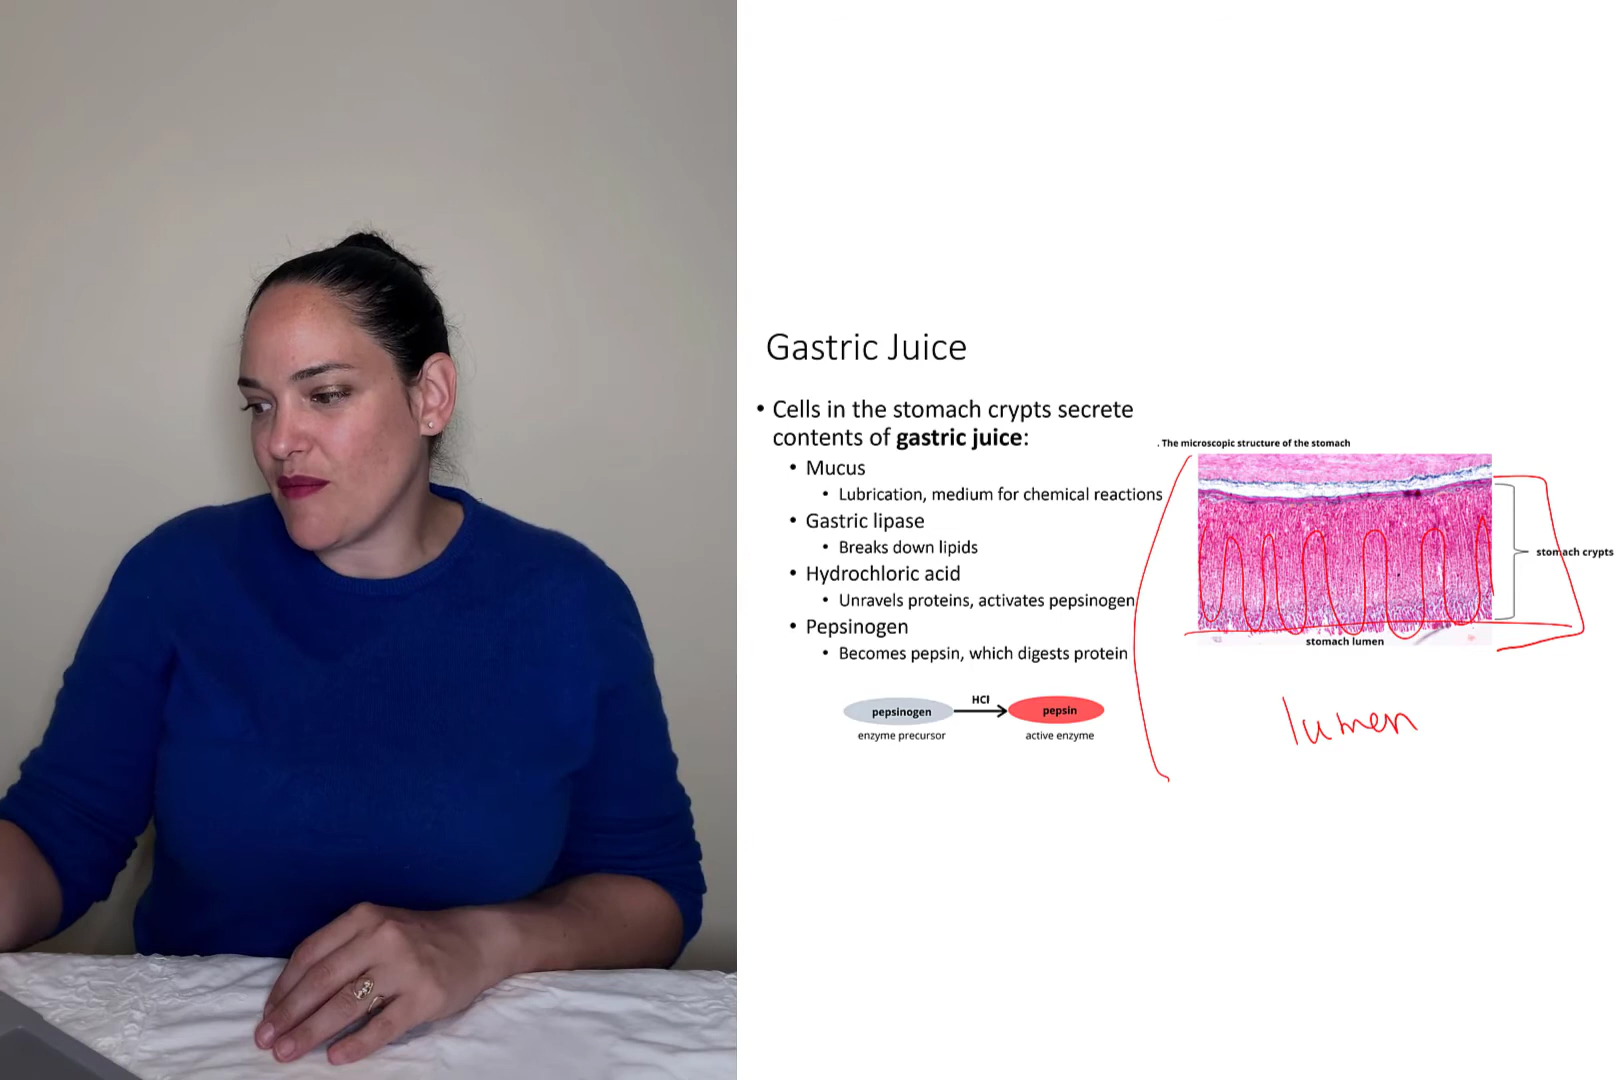 Gastric Juice
• Cells in the stomach crypts secrete
contents of gastric juice:
• Mucus
• Lubrication, medium for chemical reactions
• Gastric lipase
• Breaks down lipids
• Hydrochloric acid
• Unravels proteins, activates pepsinogen
• Pepsinogen
• Becomes pepsin, which digests protein
pepsinogen
HCl
pepsin
enzyme precursor
active enzyme
. The microscopic structure of the stomach
stomach crypts
stomach lumen
lumen